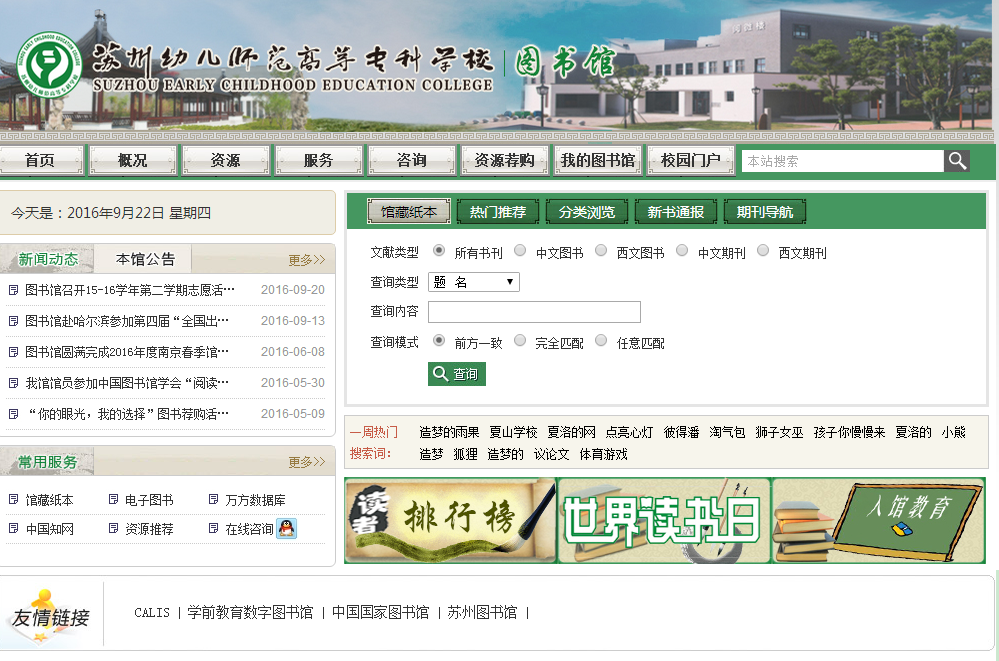 苏州幼儿师范高等专科学校 图书馆
SUZHOU EARLY CHILDHOOD EDUCATION COLLEGE
首页 概况 资源 服务 咨询 资源荐购 我的图书馆 校园门户 本站搜索
今天是：2016年9月22日 星期四
新闻动态 本馆公告 更多>>
图书馆召开15-16学年第二学期志愿活… 2016-09-20
图书馆赴哈尔滨参加第四届“全国出… 2016-09-13
图书馆圆满完成2016年度南京春季馆… 2016-06-08
我馆馆员参加中国图书馆学会“阅读… 2016-05-30
“你的眼光，我的选择”图书荐购活… 2016-05-09
常用服务 更多>>
馆藏纸本 电子图书 万方数据库
中国知网 资源推荐 在线咨询
馆藏纸本 热门推荐 分类浏览 新书通报 期刊导航
文献类型 所有书刊 中文图书 西文图书 中文期刊 西文期刊
查询类型 题 名
查询内容
查询模式 前方一致 完全匹配 任意匹配
查询
一周热门 造梦的雨果 夏山学校 夏洛的网 点亮心灯 彼得潘 淘气包 狮子女巫 孩子你慢慢来 夏洛的 小熊
搜索词： 造梦 狐狸 造梦的 议论文 体育游戏
读者 排行榜 世界读书日 入馆教育
友情链接 CALIS | 学前教育数字图书馆 | 中国国家图书馆 | 苏州图书馆 |